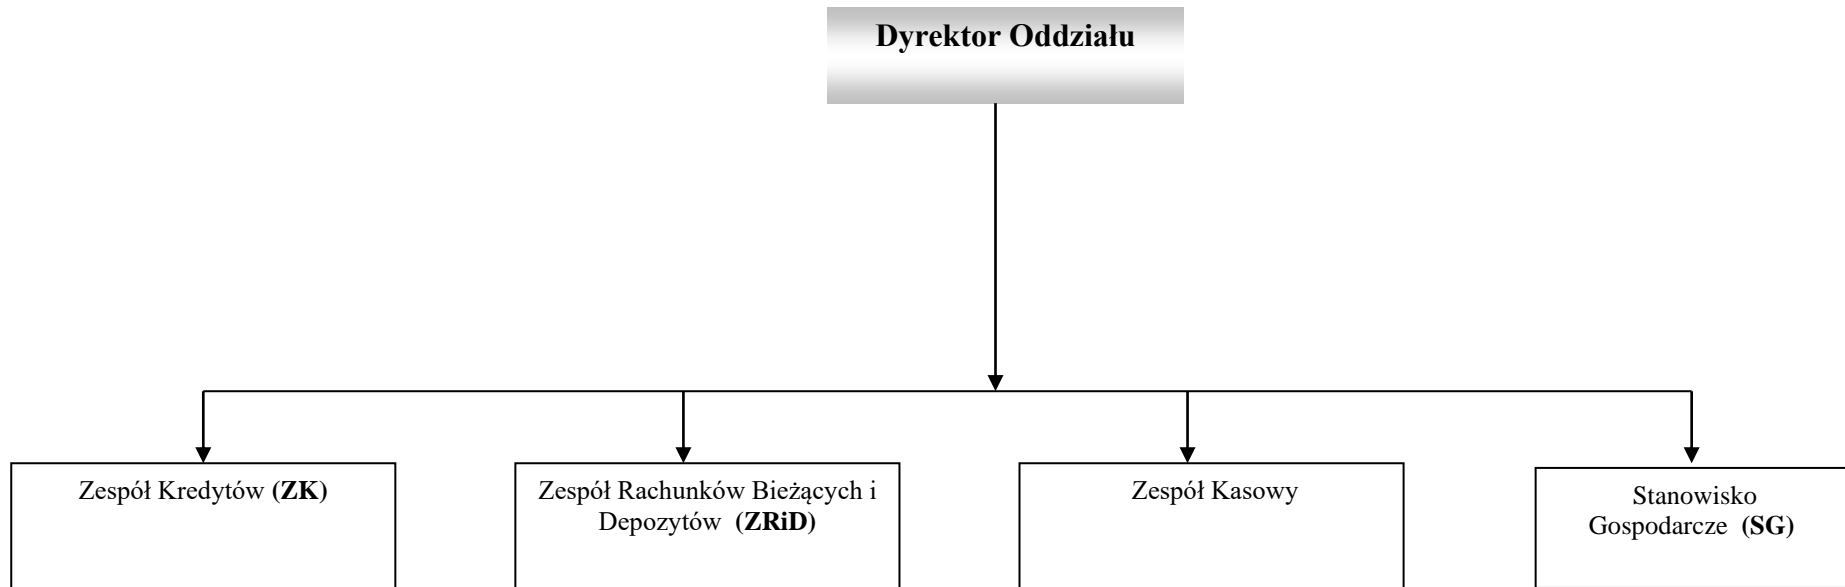 Dyrektor Oddziału
Zespół Kredytów (ZK)
Zespół Rachunków Bieżących i
Depozytów (ZRiD)
Zespół Kasowy
Stanowisko
Gospodarcze (SG)